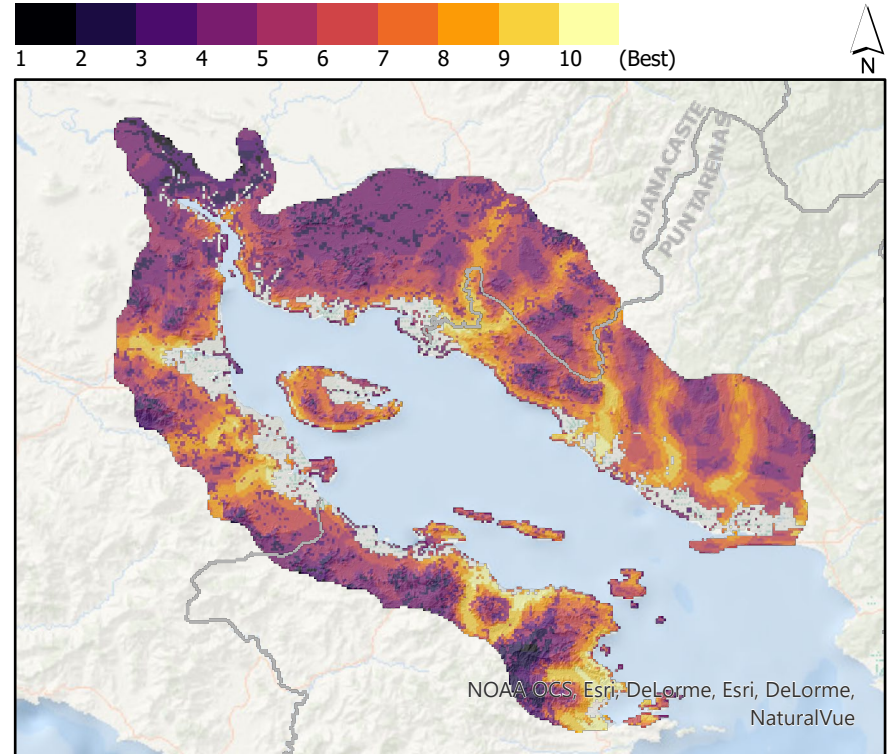 1 2 3 4 5 6 7 8 9 10 (Best)
N
GUANACASTE
PUNTARENAS
NOAA OCS, Esri, DeLorme, Esri, DeLorme,
NaturalVue